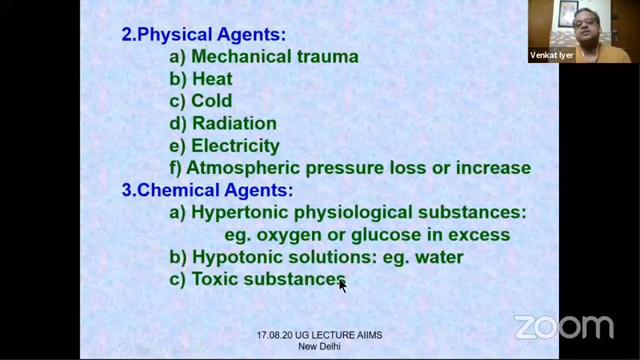 2.Physical Agents:
a) Mechanical trauma
b) Heat
c) Cold
d) Radiation
e) Electricity
f) Atmospheric pressure loss or increase
3.Chemical Agents:
a) Hypertonic physiological substances:
eg. oxygen or glucose in excess
b) Hypotonic solutions: eg. water
c) Toxic substances
17.08.20 UG LECTURE AIIMS
New Delhi
Venkat Iyer
zoom